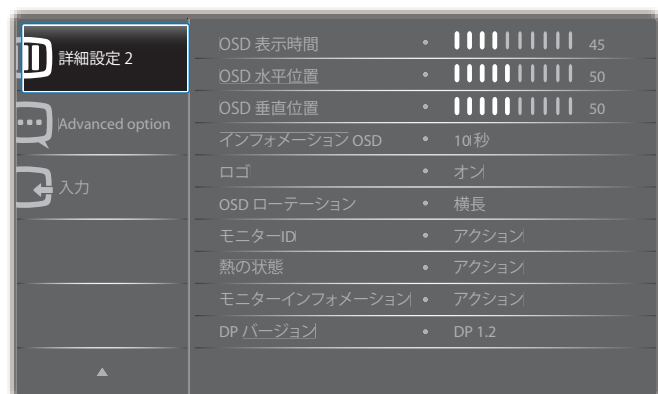 詳細設定 2
Advanced option
入力
OSD 表示時間 • 45
OSD 水平位置 • 50
OSD 垂直位置 • 50
インフォメーション OSD • 10 秒
ロゴ • オン
OSD ローテーション • 横長
モニターID • アクション
熱の状態 • アクション
モニターインフォメーション • アクション
DP バージョン • DP 1.2